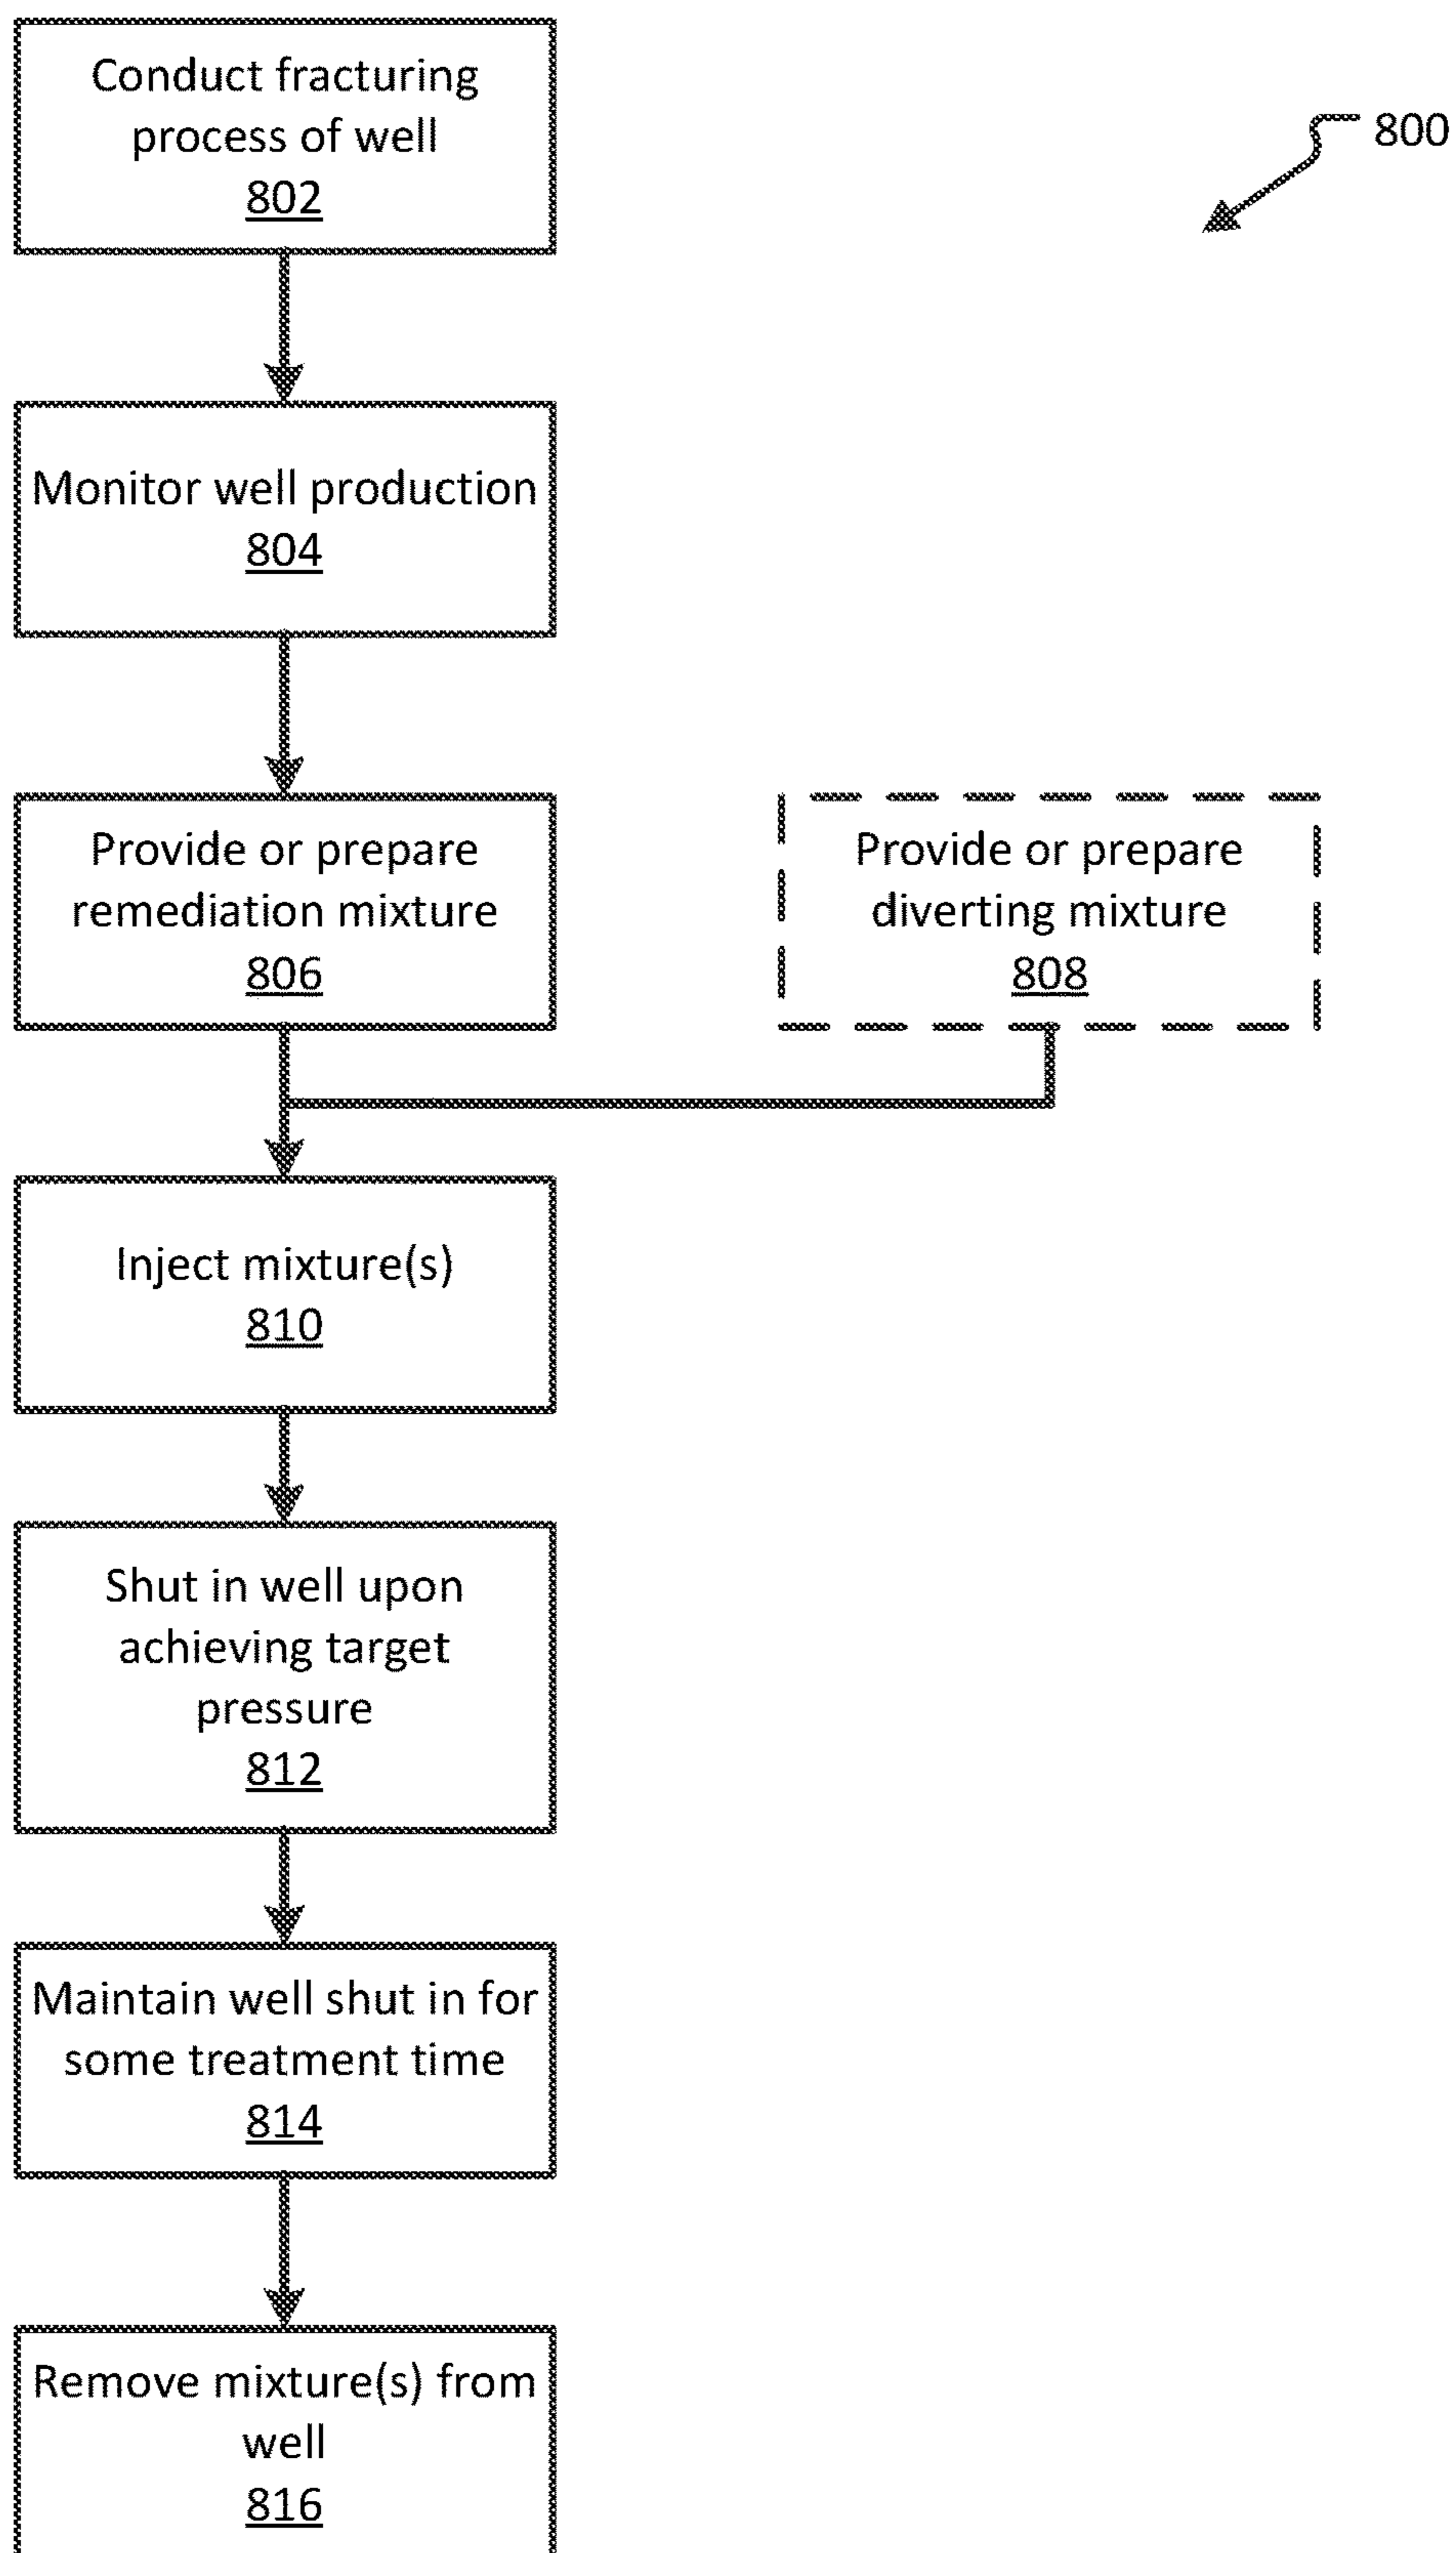 Conduct fracturing
process of well
802
800
Monitor well production
804
Provide or prepare
remediation mixture
806
Provide or prepare
diverting mixture
808
Inject mixture(s)
810
Shut in well upon
achieving target
pressure
812
Maintain well shut in for
some treatment time
814
Remove mixture(s) from
well
816